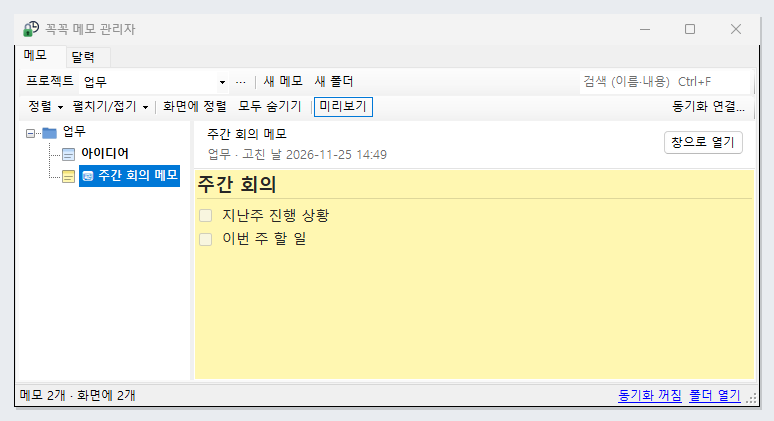 꼭꼭 메모 관리자
메모 달력
프로젝트 업무 ... 새 메모 새 폴더 검색 (이름·내용) Ctrl+F
정렬 펼치기/접기 화면에 정렬 모두 숨기기 미리보기 동기화 연결...
업무
아이디어
주간 회의 메모
주간 회의 메모
업무 · 고친 날 2026-11-25 14:49
창으로 열기
주간 회의
지난주 진행 상황
이번 주 할 일
메모 2개 · 화면에 2개 동기화 꺼짐 폴더 열기